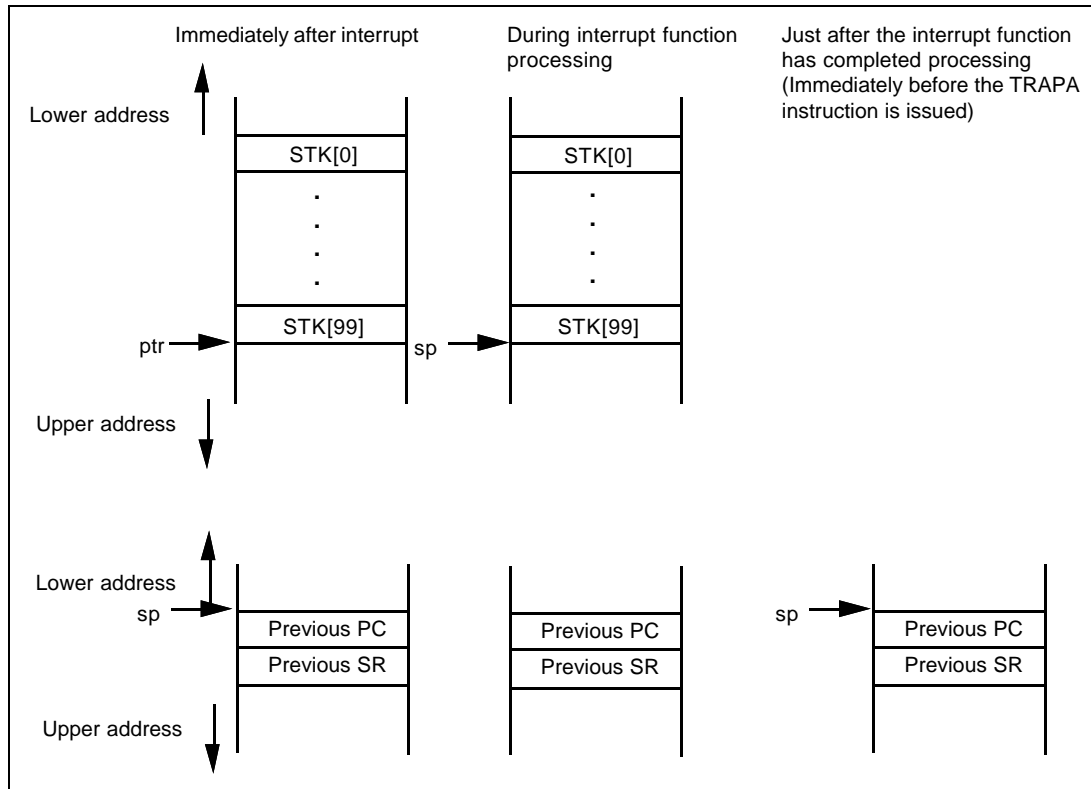 Immediately after interrupt
During interrupt function
processing
Just after the interrupt function
has completed processing
(Immediately before the TRAPA
instruction is issued)
Lower address
STK[0]
STK[0]
.
.
.
.
.
.
.
.
STK[99]
STK[99]
ptr
sp
Upper address
Lower address
sp
sp
Previous PC
Previous PC
Previous PC
Previous SR
Previous SR
Previous SR
Upper address